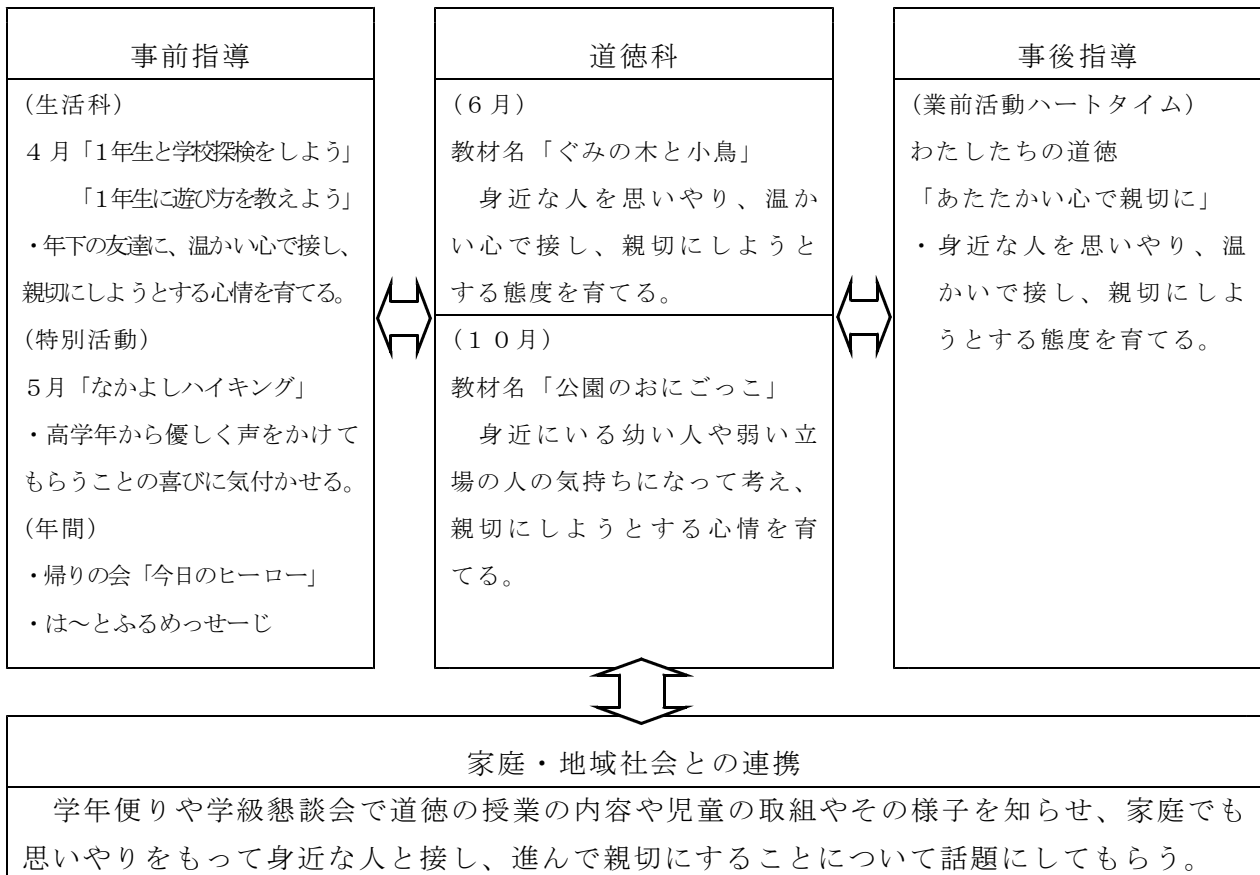 事前指導
(生活科)
4月「1年生と学校探検をしよう」
「1年生に遊び方を教えよう」
・年下の友達に、温かい心で接し、
親切にしようとする心情を育てる。
(特別活動)
5月「なかよしハイキング」
・高学年から優しく声をかけて
もらうことの喜びに気付かせる。
(年間)
・帰りの会「今日のヒーロー」
・は～とふるめっせーじ
道徳科
(6月)
教材名「ぐみの木と小鳥」
身近な人を思いやり、温か
い心で接し、親切にしようと
する態度を育てる。
(10月)
教材名「公園のおにごっこ」
身近にいる幼い人や弱い立
場の人の気持ちになって考え、
親切にしようとする心情を育
てる。
事後指導
(業前活動ハートタイム)
わたしたちの道徳
「あたたかい心で親切に」
・身近な人を思いやり、温
かいで接し、親切にしよ
うとする態度を育てる。
家庭・地域社会との連携
学年便りや学級懇談会で道徳の授業の内容や児童の取組やその様子を知らせ、家庭でも
思いやりをもって身近な人と接し、進んで親切にすることについて話題にしてもらう。